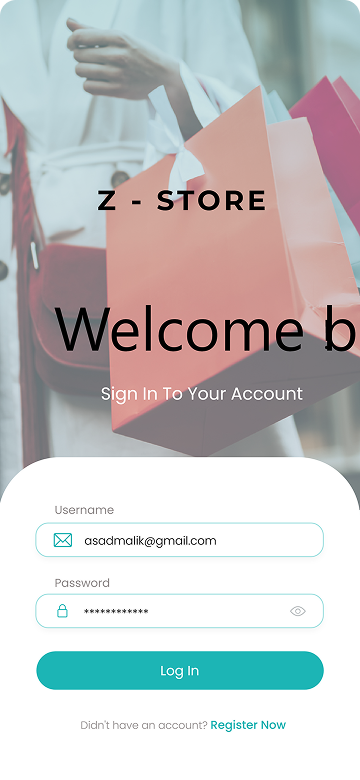 Z - STORE
Welcome b
Sign In To Your Account
Username
asadmalik@gmail.com
Password
************
Log In
Didn't have an account? Register Now